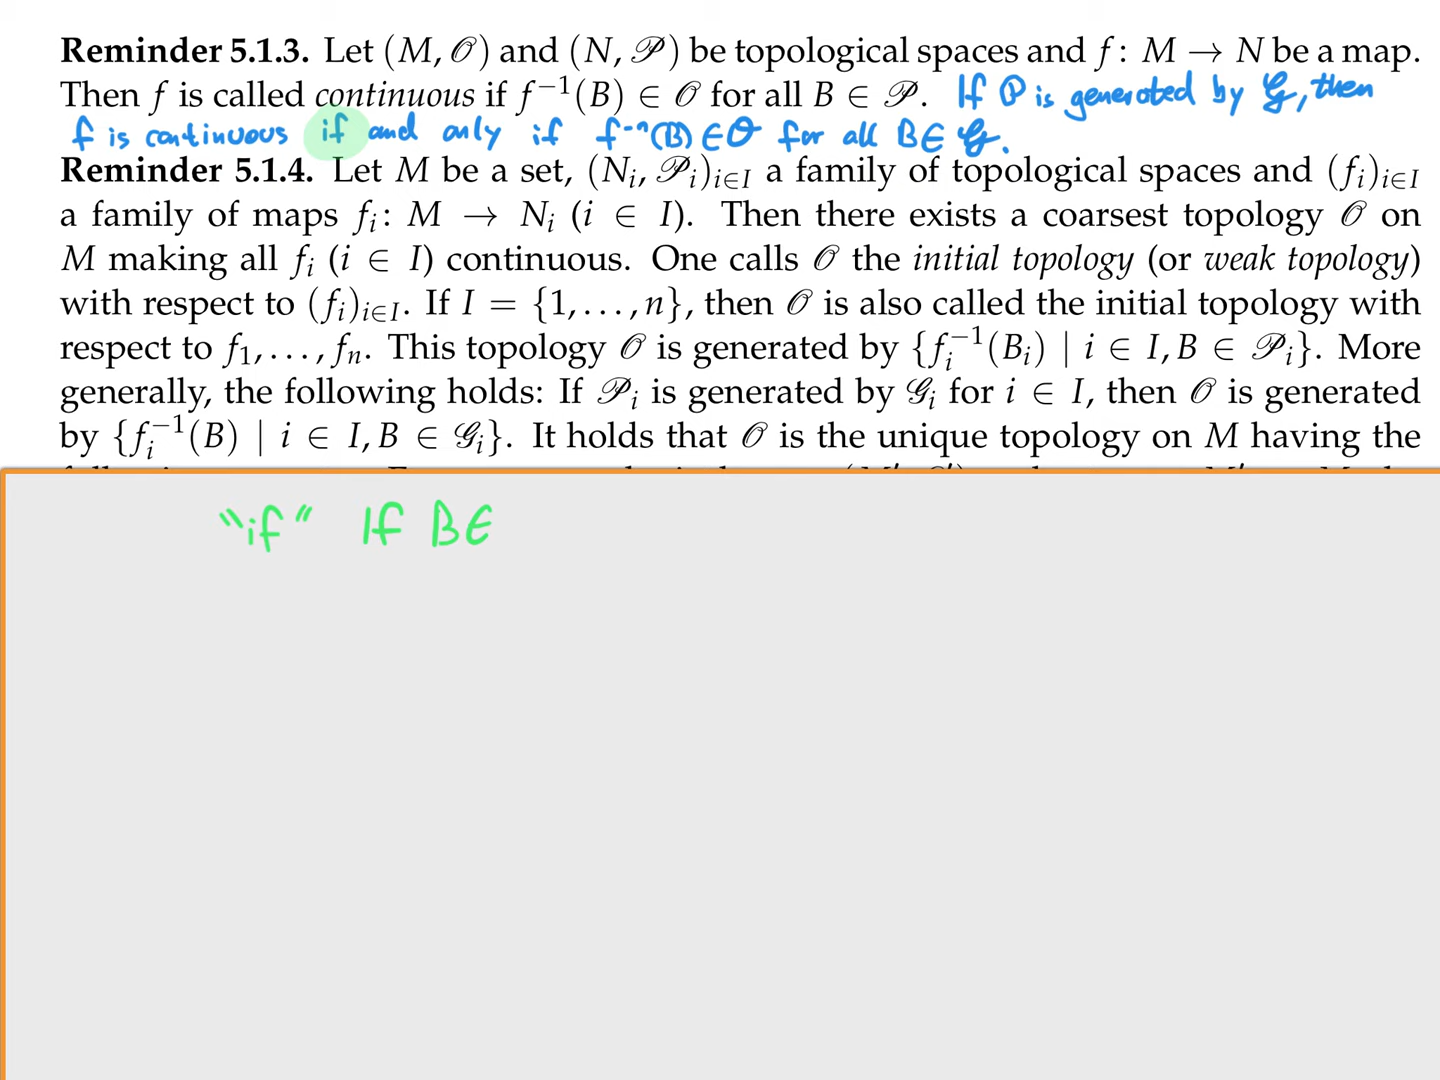 Reminder 5.1.3. Let (M, 𝒪) and (N, 𝒫) be topological spaces and f : M → N be a map.
Then f is called continuous if f⁻¹(B) ∈ 𝒪 for all B ∈ 𝒫. If 𝒫 is generated by 𝒢, then
f is continuous if and only if f⁻¹(B) ∈ 𝒪 for all B ∈ 𝒢.
Reminder 5.1.4. Let M be a set, (Nᵢ, 𝒫ᵢ)ᵢ∈I a family of topological spaces and (fᵢ)ᵢ∈I
a family of maps fᵢ : M → Nᵢ (i ∈ I). Then there exists a coarsest topology 𝒪 on
M making all fᵢ (i ∈ I) continuous. One calls 𝒪 the initial topology (or weak topology)
with respect to (fᵢ)ᵢ∈I. If I = {1, . . . , n}, then 𝒪 is also called the initial topology with
respect to f₁, . . . , fₙ. This topology 𝒪 is generated by {fᵢ⁻¹(Bᵢ) | i ∈ I, B ∈ 𝒫ᵢ}. More
generally, the following holds: If 𝒫ᵢ is generated by 𝒢ᵢ for i ∈ I, then 𝒪 is generated
by {fᵢ⁻¹(B) | i ∈ I, B ∈ 𝒢ᵢ}. It holds that 𝒪 is the unique topology on M having the
"if" If B∈